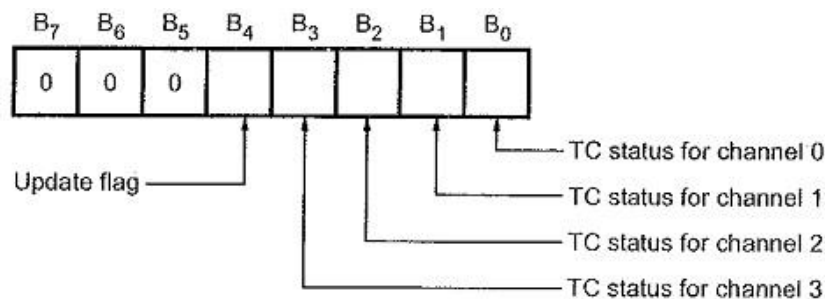 B7 B6 B5 B4 B3 B2 B1 B0
0 0 0
TC status for channel 0
Update flag
TC status for channel 1
TC status for channel 2
TC status for channel 3